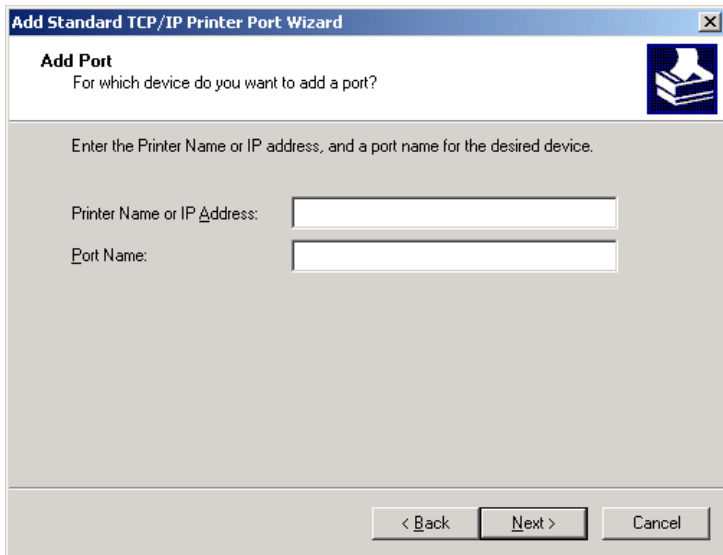 Add Standard TCP/IP Printer Port Wizard
Add Port
For which device do you want to add a port?
Enter the Printer Name or IP address, and a port name for the desired device.
Printer Name or IP Address:
Port Name:
< Back Next > Cancel